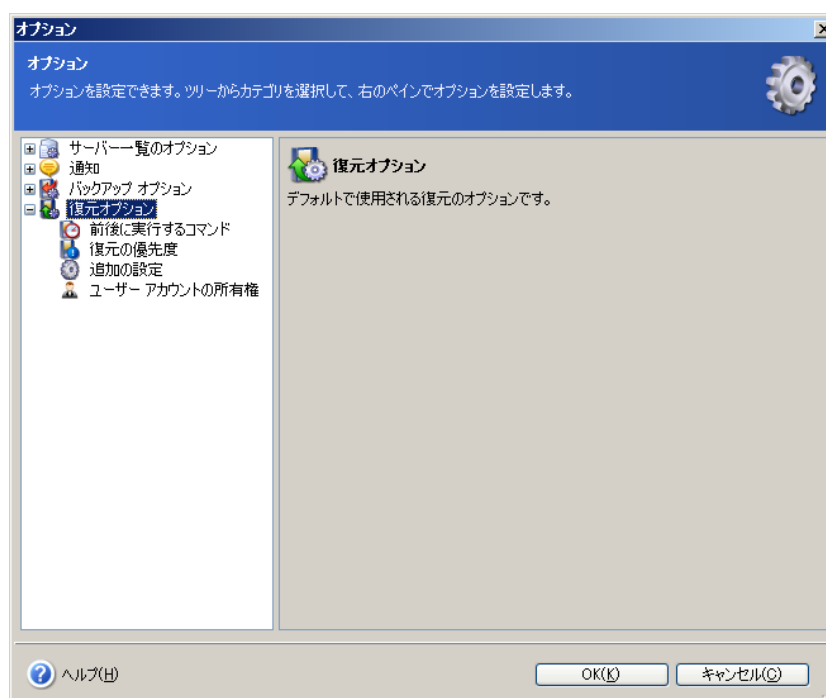 オプション
オプション
オプションを設定できます。ツリーからカテゴリを選択して、右のペインでオプションを設定します。
サーバー一覧のオプション
通知
バックアップ オプション
復元オプション
前後に実行するコマンド
復元の優先度
追加の設定
ユーザー アカウントの所有権
復元オプション
デフォルトで使用される復元のオプションです。
ヘルプ(H)
OK(K)
キャンセル(C)